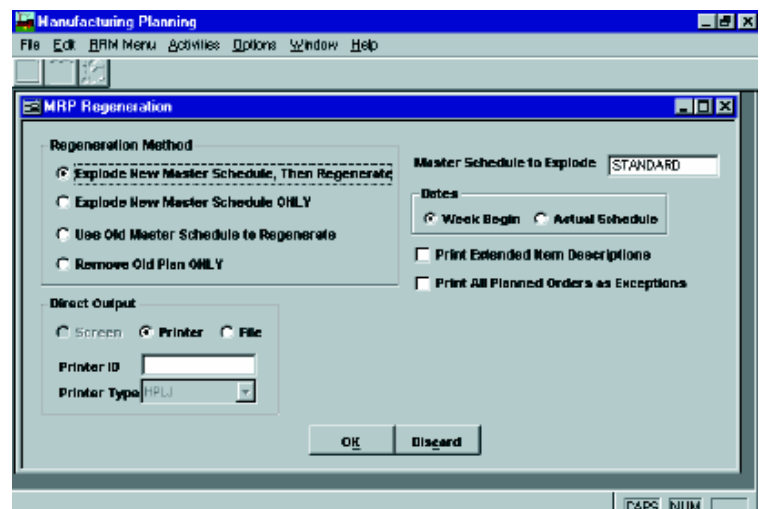 Manufacturing Planning
File Edit RRM Menu Activities Options Window Help
MRP Regeneration
Regeneration Method
Explode New Master Schedule, Then Regenerate
Explode New Master Schedule ONLY
Use Old Master Schedule to Regenerate
Remove Old Plan ONLY
Master Schedule to Explode STANDARD
Dates
Week Begin Actual Schedule
Print Extended Item Descriptions
Print All Planned Orders as Exceptions
Direct Output
Screen Printer File
Printer ID
Printer Type HPLJ
OK Discard
CAPS NUM